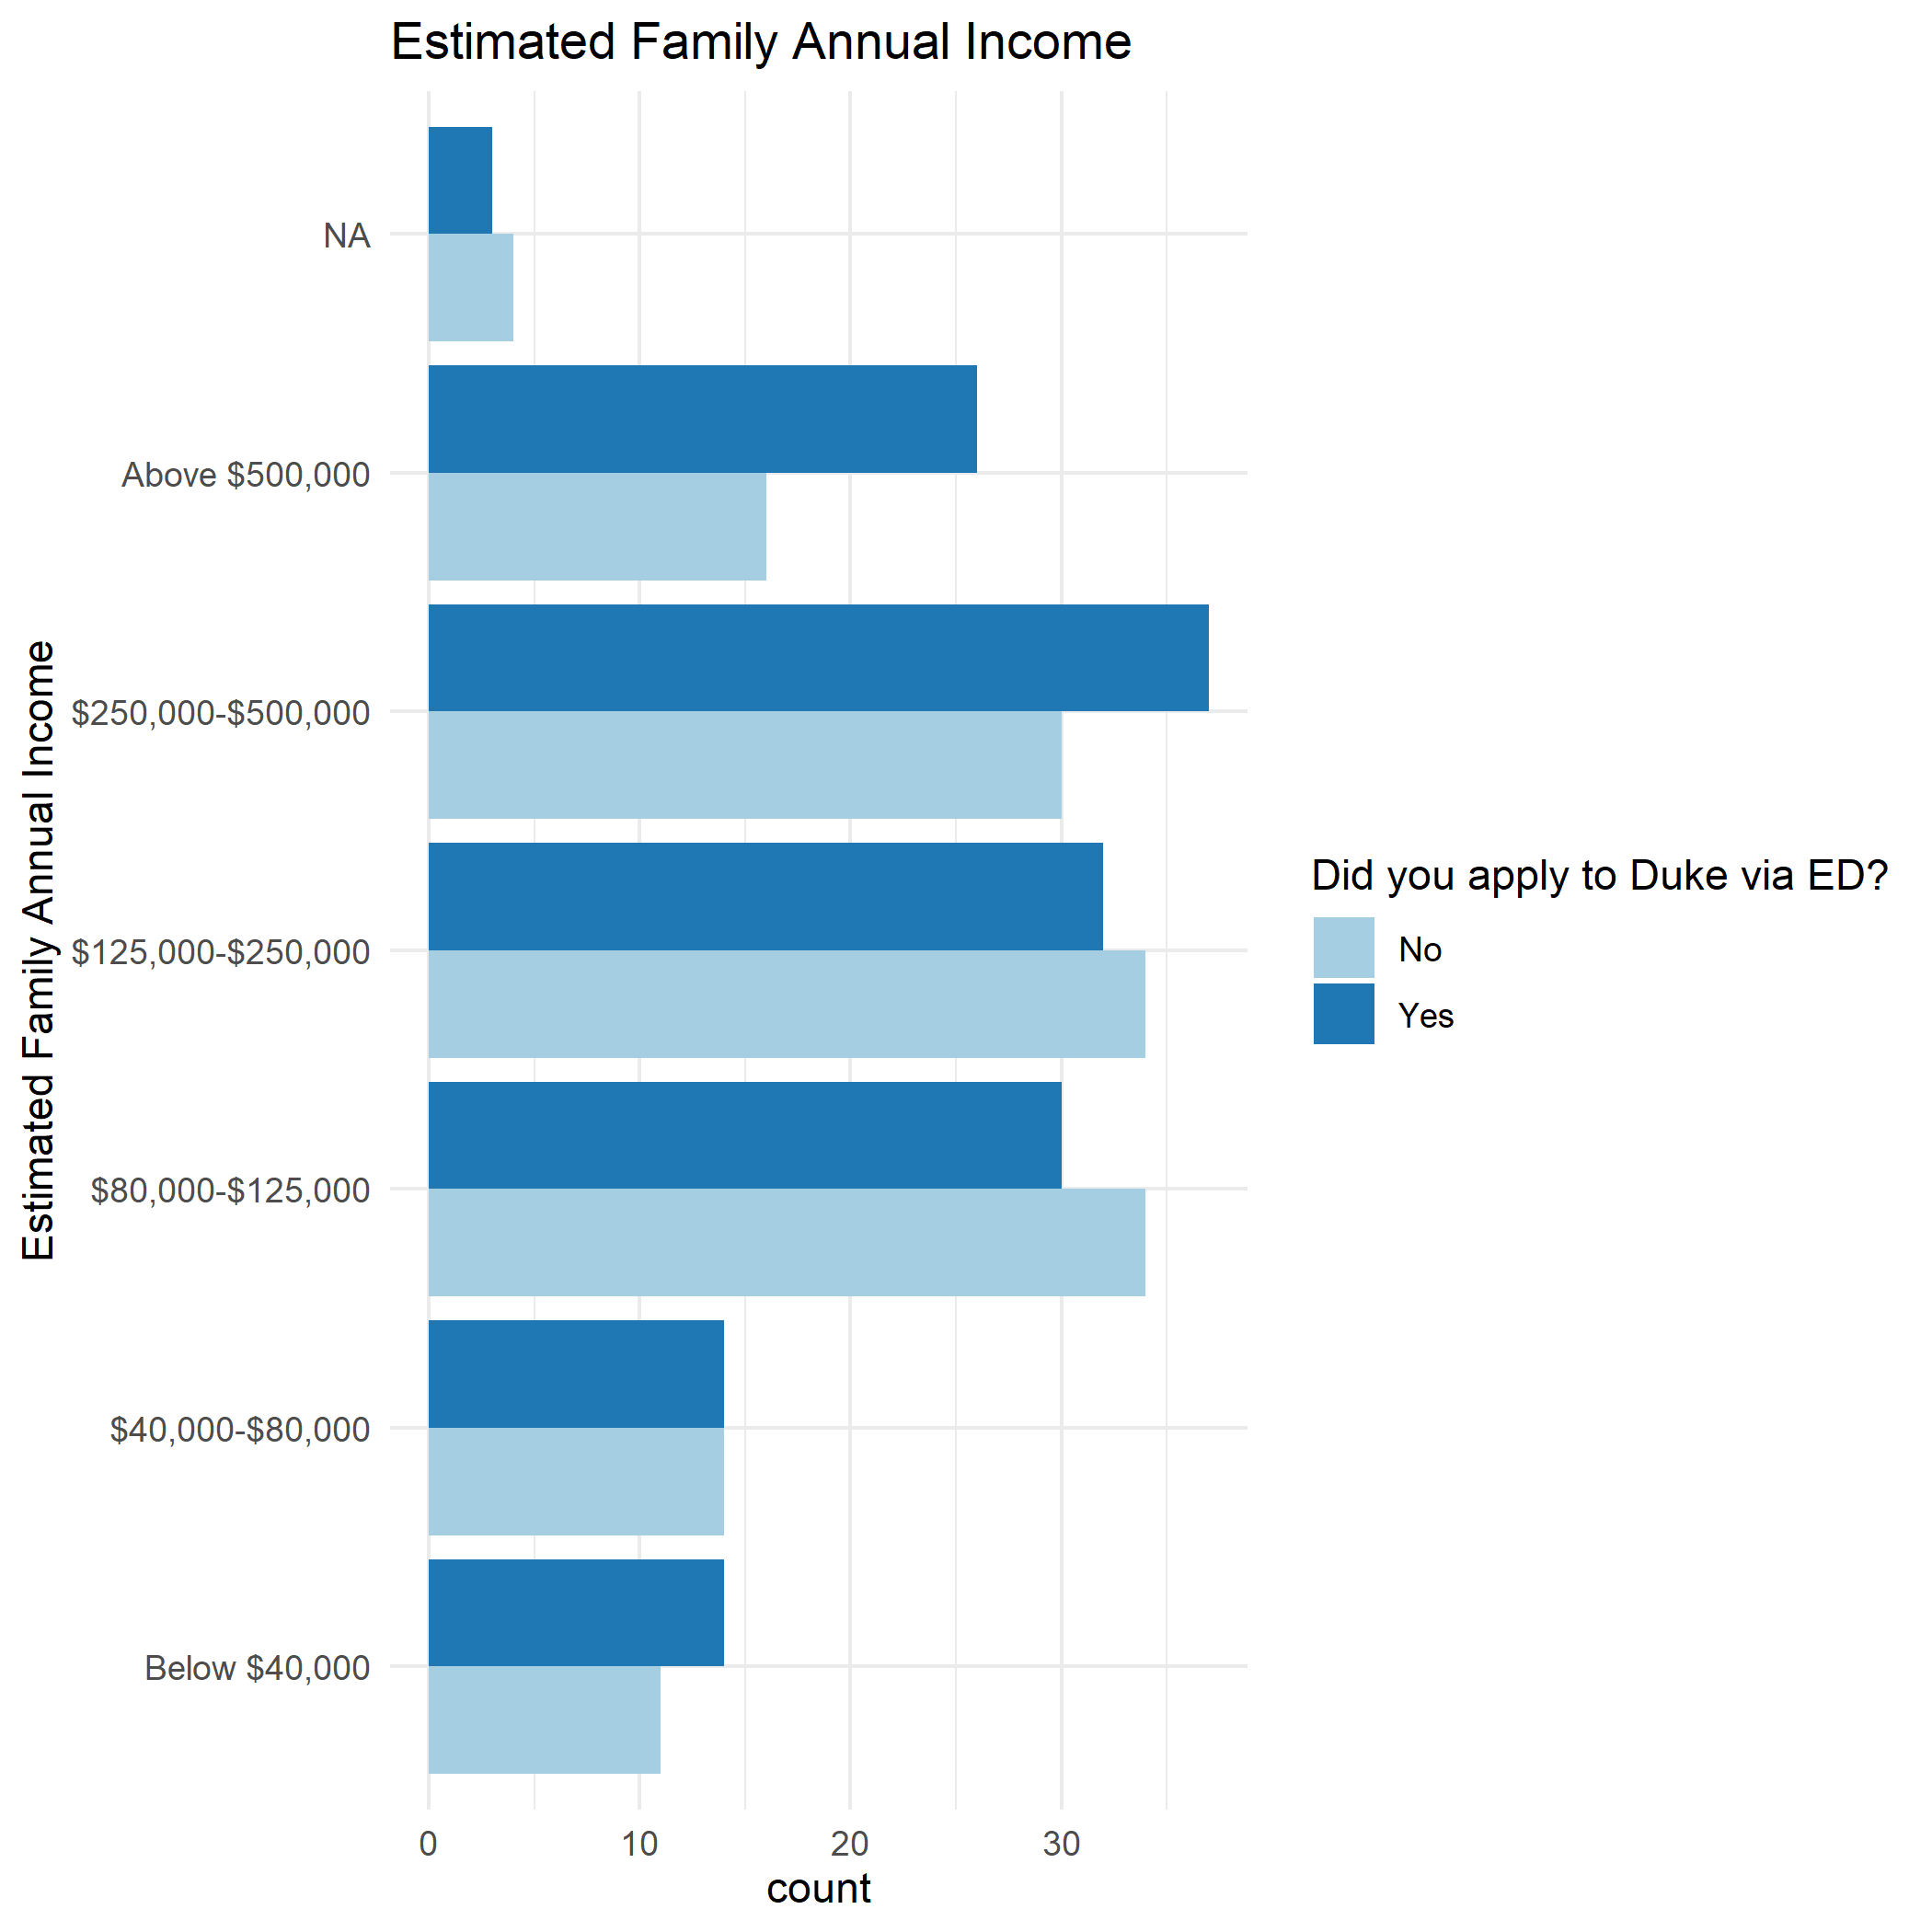 Estimated Family Annual Income
Estimated Family Annual Income
NA
Above $500,000
$250,000-$500,000
$125,000-$250,000
$80,000-$125,000
$40,000-$80,000
Below $40,000
0 10 20 30
count
Did you apply to Duke via ED?
No
Yes